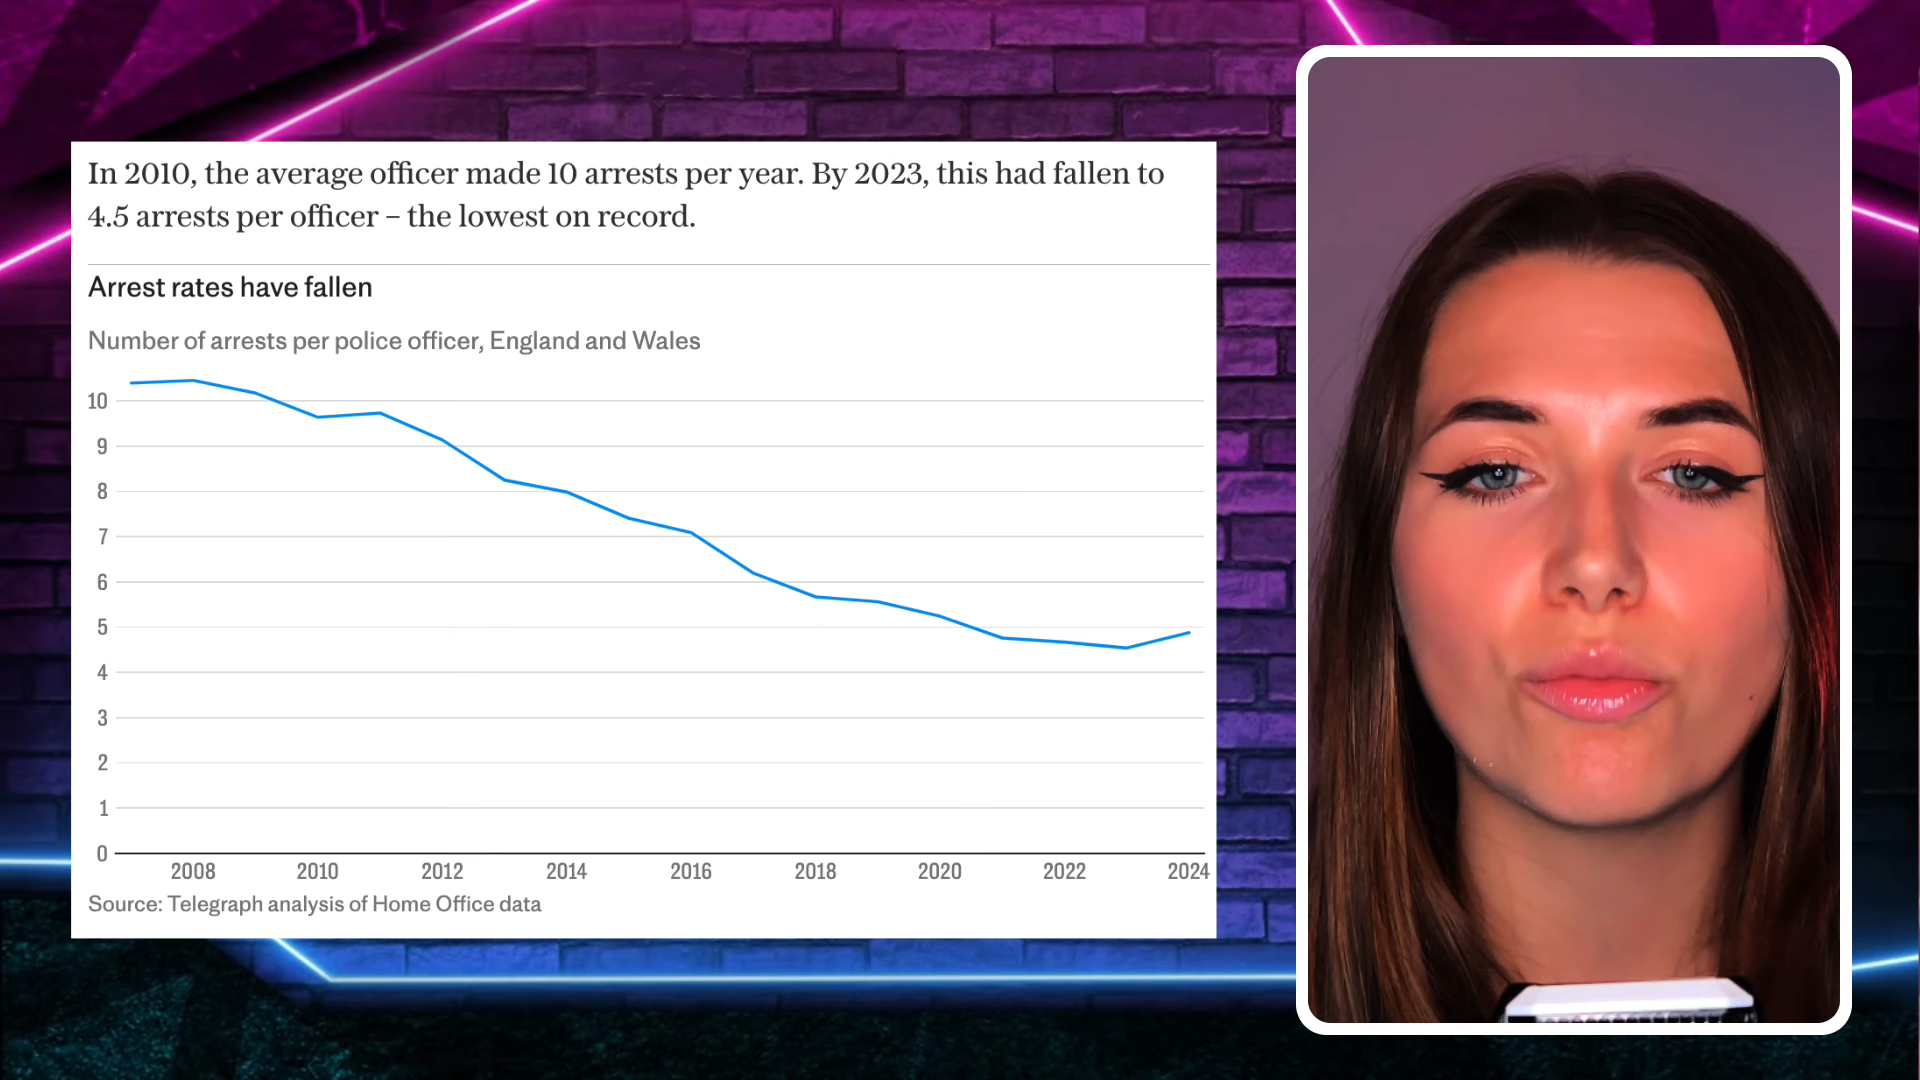 In 2010, the average officer made 10 arrests per year. By 2023, this had fallen to
4.5 arrests per officer – the lowest on record.
Arrest rates have fallen
Number of arrests per police officer, England and Wales
10
9
8
7
6
5
4
3
2
1
0
2008 2010 2012 2014 2016 2018 2020 2022 2024
Source: Telegraph analysis of Home Office data